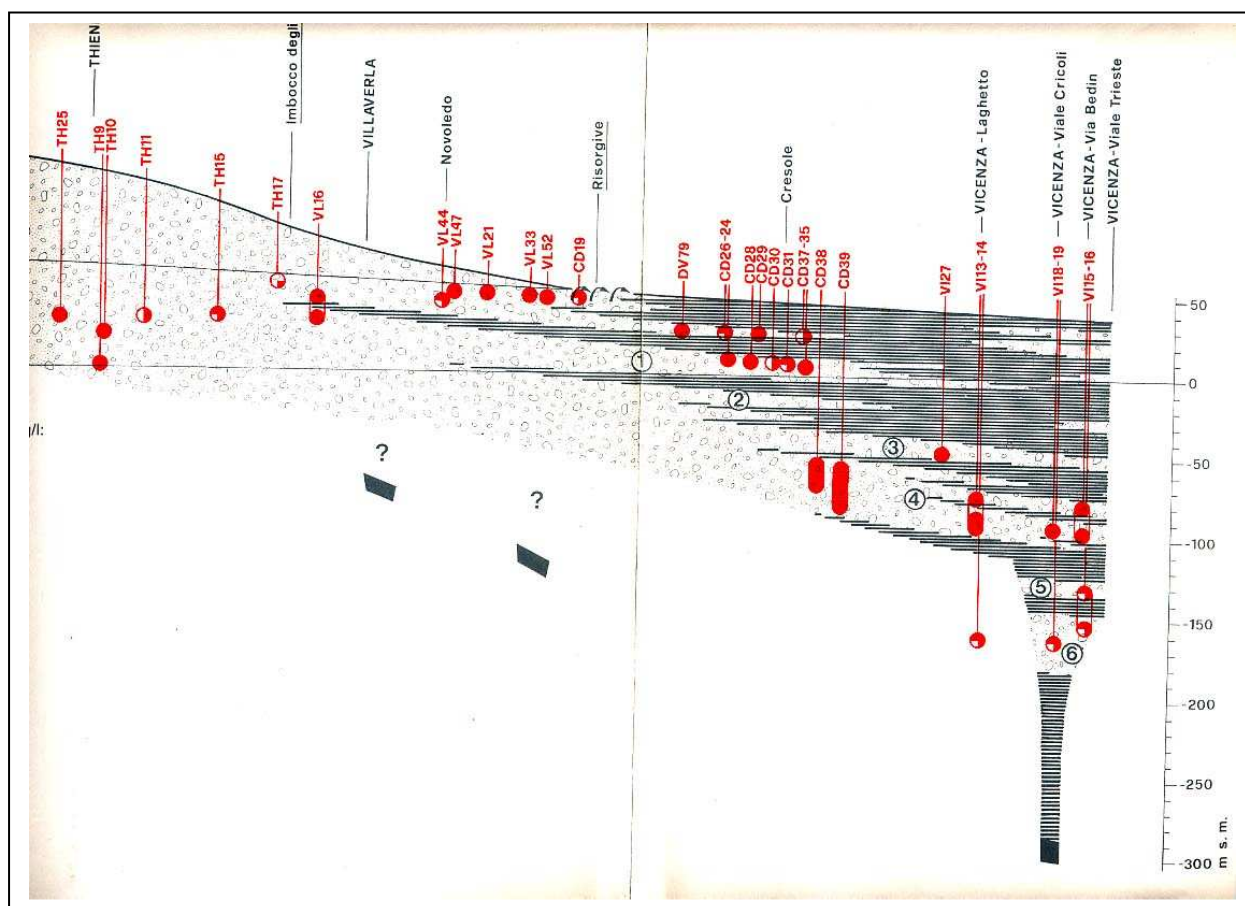 TH25
THIEN
TH9
TH10
TH11
TH15
TH17
Imbocco degli
VL16
VILLAVERLA
VL44
Novoledo
VL47
VL21
VL33
VL52
CD19
Risorgive
DV79
CD26-24
CD28
CD29
CD30
Cresole
CD31
CD37-35
CD38
CD39
VI27
VICENZA-Laghetto
VI13-14
VICENZA-Viale Cricoli
VI18-19
VICENZA-Via Bedin
VI15-16
VICENZA-Viale Trieste
1
2
3
4
5
6
?
?
g/l:
50
0
-50
-100
-150
-200
-250
-300
m s. m.